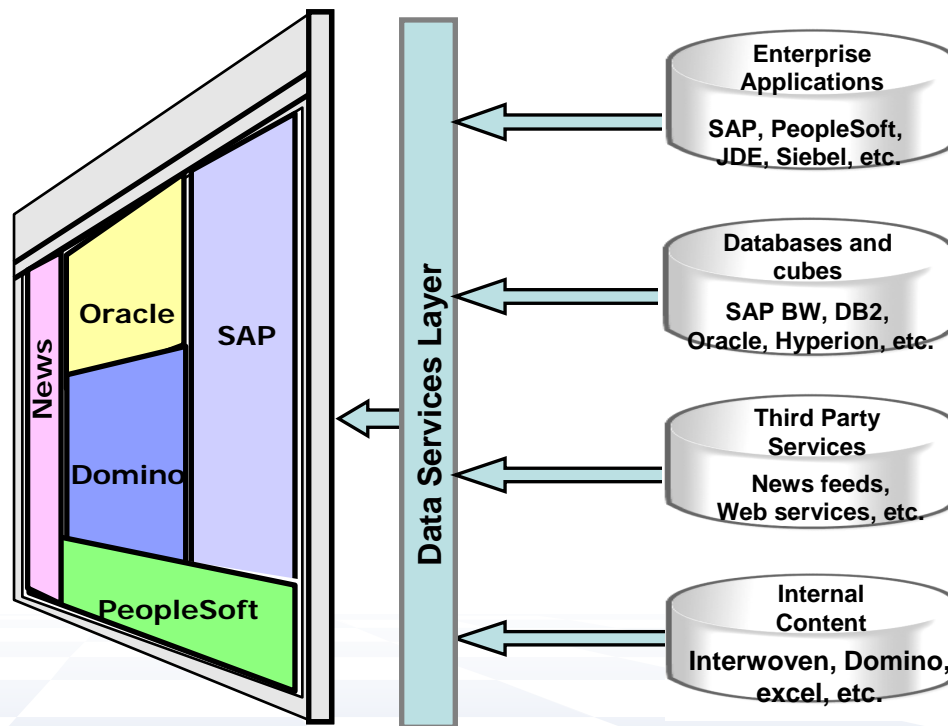 News
Oracle
SAP
Domino
PeopleSoft
Data Services Layer
Enterprise
Applications
SAP, PeopleSoft,
JDE, Siebel, etc.
Databases and
cubes
SAP BW, DB2,
Oracle, Hyperion, etc.
Third Party
Services
News feeds,
Web services, etc.
Internal
Content
Interwoven, Domino,
excel, etc.